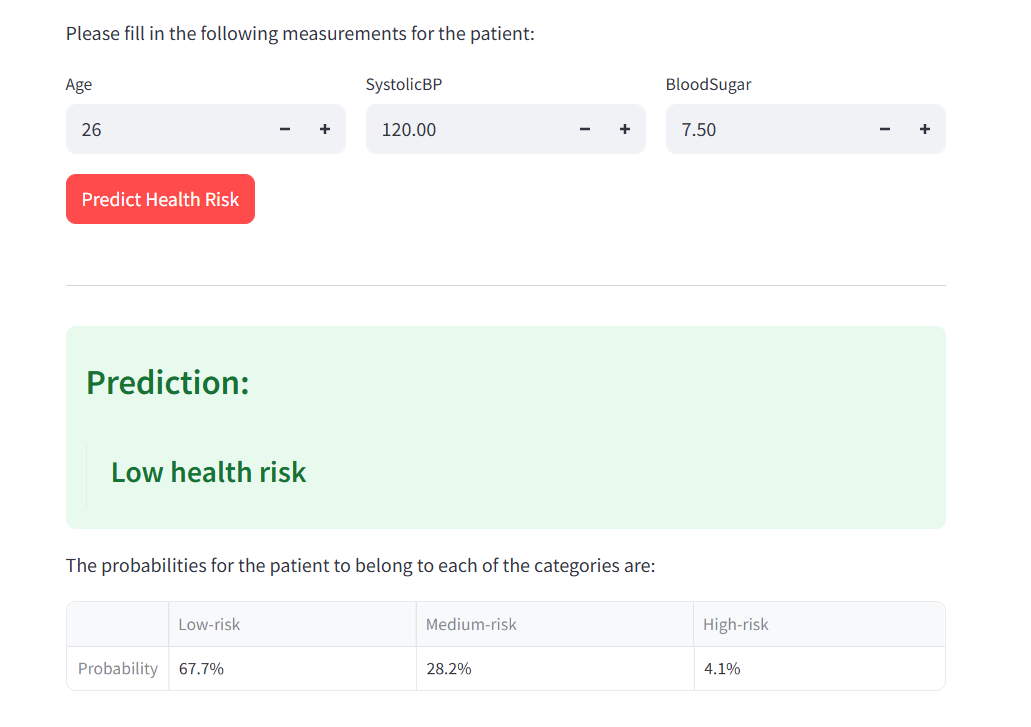 Please fill in the following measurements for the patient:
Age SystolicBP BloodSugar
26 − + 120.00 − + 7.50 − +
Predict Health Risk
Prediction:
Low health risk
The probabilities for the patient to belong to each of the categories are:
Low-risk Medium-risk High-risk
Probability 67.7% 28.2% 4.1%